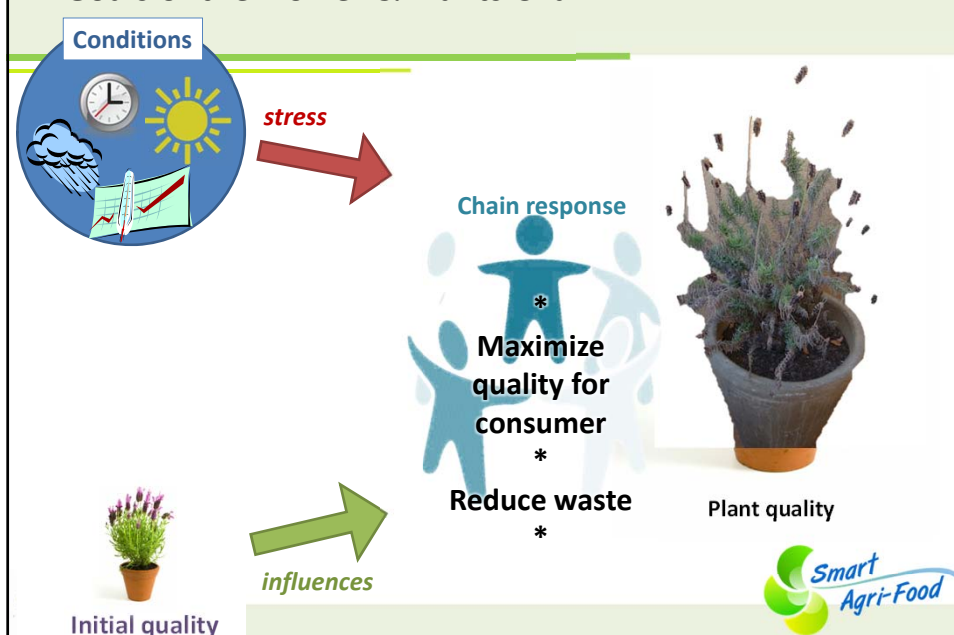 Conditions
stress
Chain response
*
Maximize
quality for
consumer
*
Reduce waste
*
Plant quality
influences
Initial quality
Smart
Agri-Food